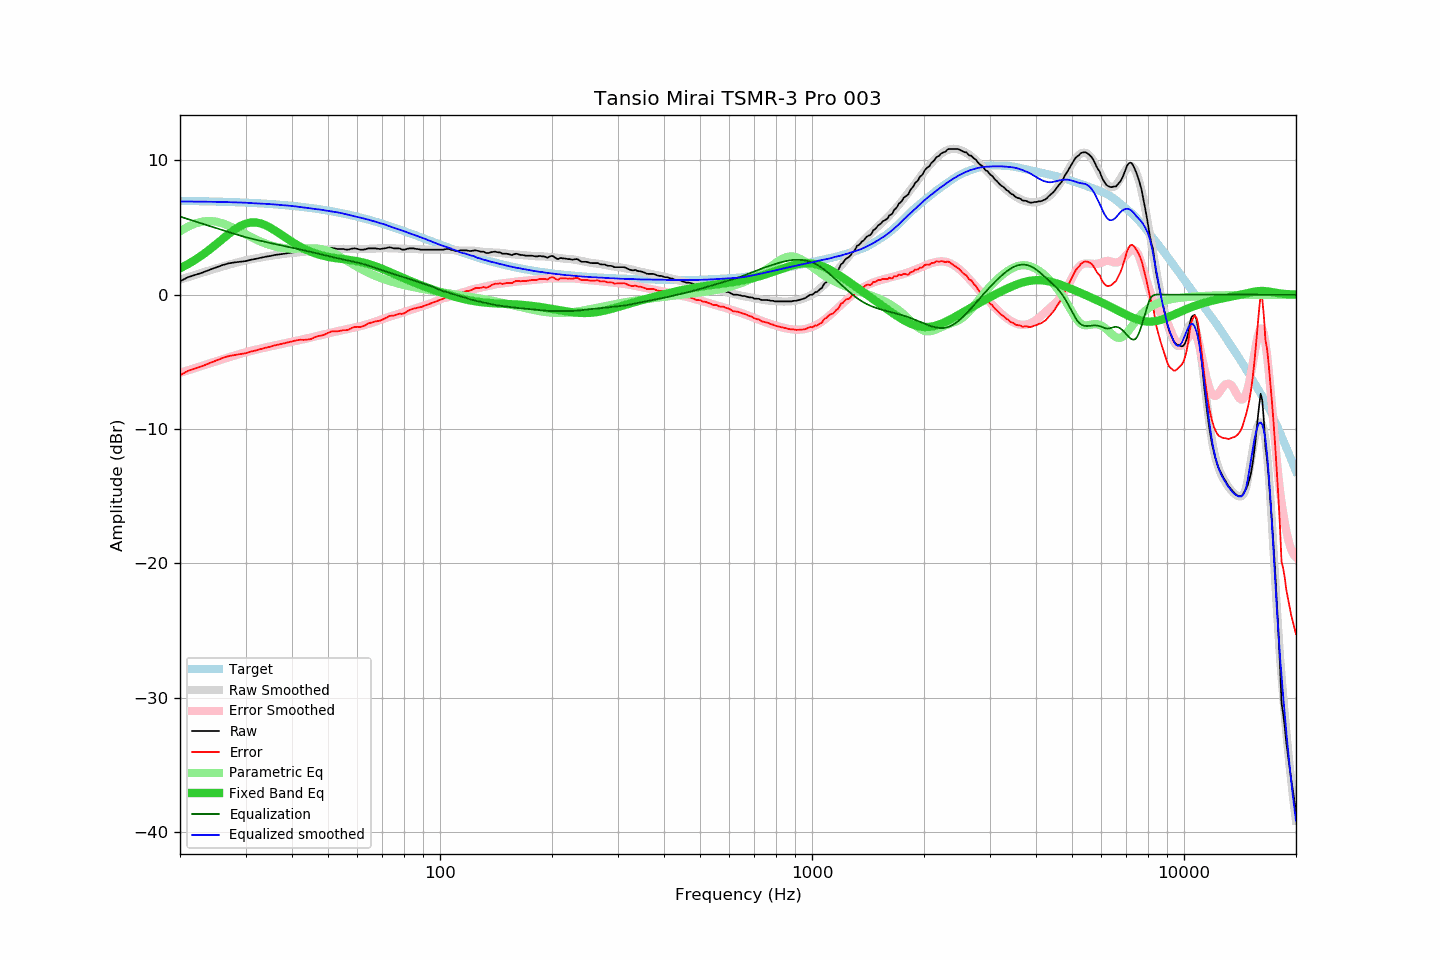 Tansio Mirai TSMR-3 Pro 003
10
0
−10
−20
−30
−40
Amplitude (dBr)
Target
Raw Smoothed
Error Smoothed
Raw
Error
Parametric Eq
Fixed Band Eq
Equalization
Equalized smoothed
100 1000 10000
Frequency (Hz)